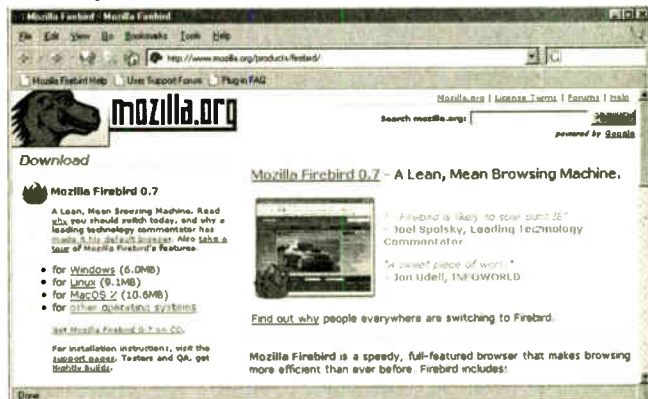 Mozilla Firebird - Mozilla Firebird
File Edit View Go Bookmarks Tools Help
http://www.mozilla.org/products/firebird/
Mozilla Firebird Help User Support Forum Plugin FAQ
mozilla.org
Mozilla.org | License Terms | Forums | Help
Search mozilla.org:
powered by Google
Download
Mozilla Firebird 0.7
A Lean, Mean Browsing Machine. Read
why you should switch today, and why a
leading technology commentator has
made it his default browser. Also take a
tour of Mozilla Firebird's features.
for Windows (6.0MB)
for Linux (9.1MB)
for MacOS X (10.6MB)
for other operating systems
Get Mozilla Firebird 0.7 on CD.
For installation instructions, visit the
support pages. Testers and QA, get
Nightly builds.
Mozilla Firebird 0.7 - A Lean, Mean Browsing Machine.
"...Firebird is likely to soar past IE"
- Joel Spolsky, Leading Technology
Commentator
"A sweet piece of work"
- Jon Udell, INFOWORLD
Find out why people everywhere are switching to Firebird.
Mozilla Firebird is a speedy, full-featured browser that makes browsing
more efficient than ever before. Firebird includes:
Done